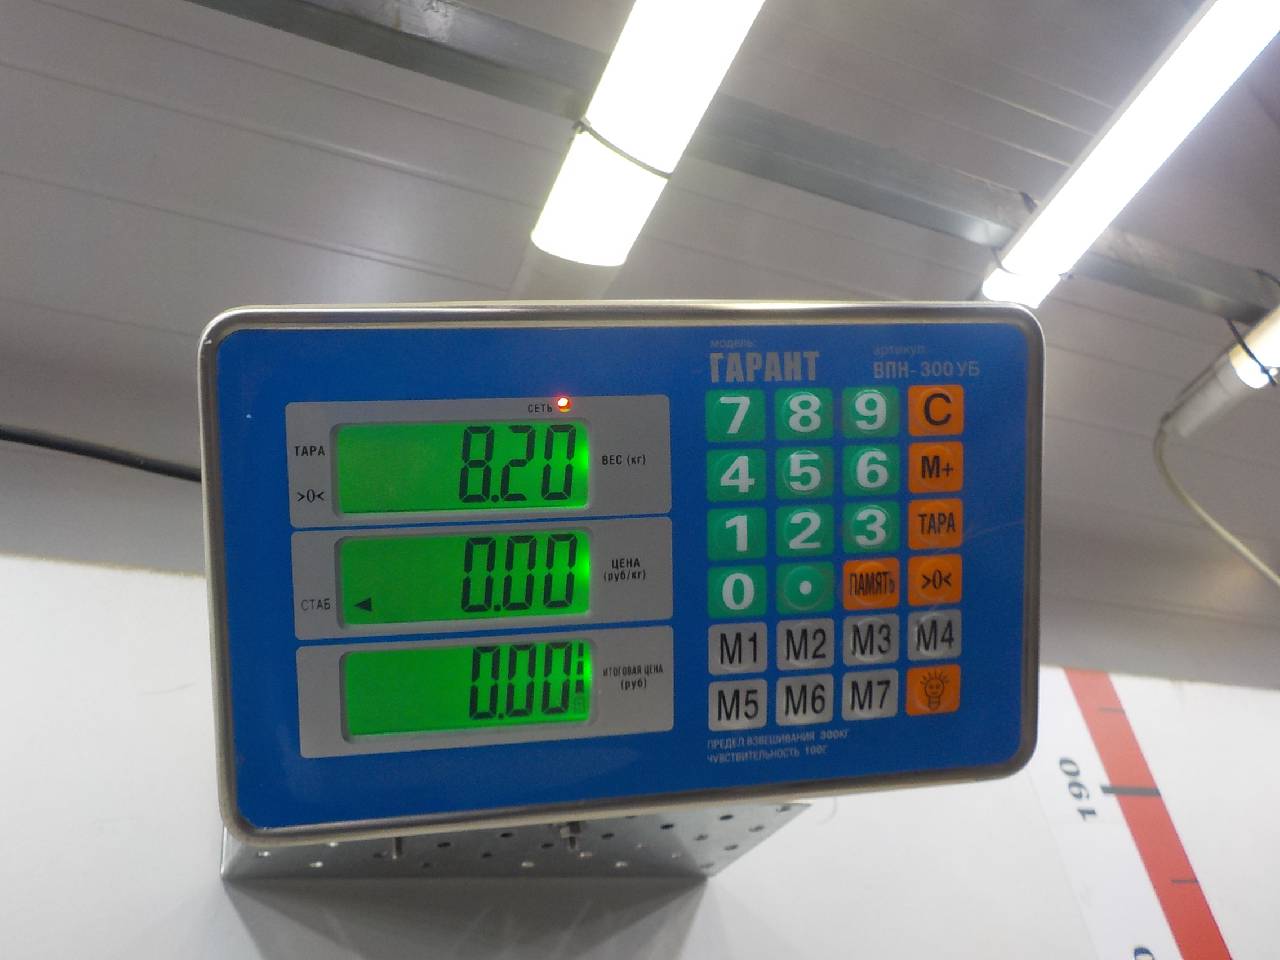 модель:
ГАРАНТ
артикул:
ВПН-300УБ
СЕТЬ
ТАРА
>0<
8.20
ВЕС (кг)
СТАБ
0.00
ЦЕНА
(руб/кг)
0.00
ИТОГОВАЯ ЦЕНА
(руб)
7 8 9 C
4 5 6 M+
1 2 3 ТАРА
0 . ПАМЯТЬ >0<
M1 M2 M3 M4
M5 M6 M7
ПРЕДЕЛ ВЗВЕШИВАНИЯ 300КГ
ЧУВСТВИТЕЛЬНОСТЬ 100Г
190